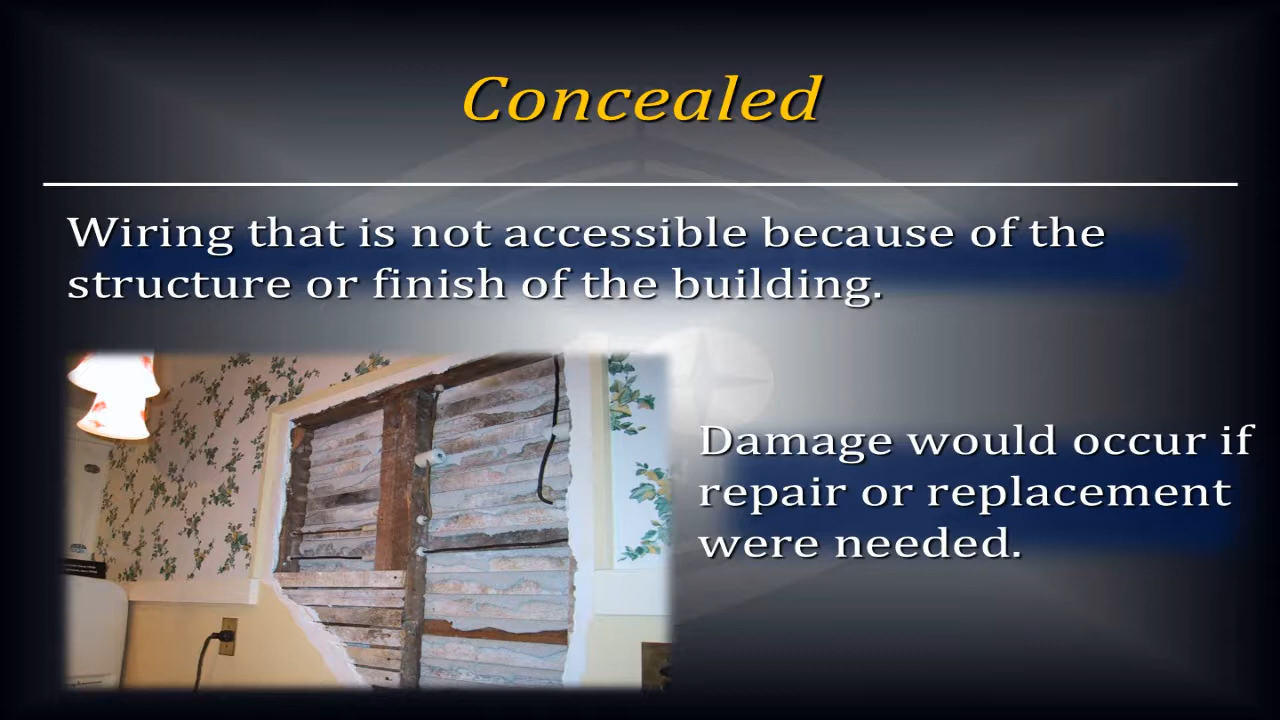 Concealed
Wiring that is not accessible because of the
structure or finish of the building.
Damage would occur if
repair or replacement
were needed.